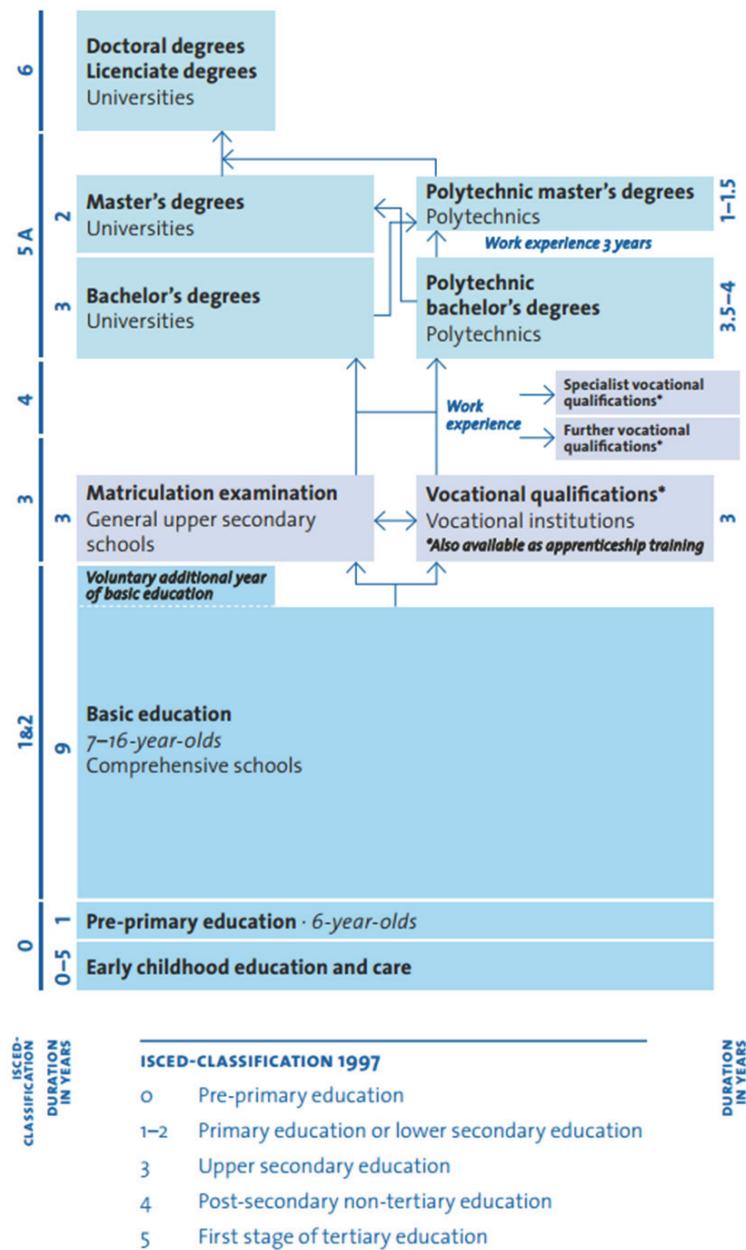 6
Doctoral degrees
Licenciate degrees
Universities
5 A
2
Master's degrees
Universities
Polytechnic master's degrees
Polytechnics
1–1.5
Work experience 3 years
3
Bachelor's degrees
Universities
Polytechnic
bachelor's degrees
Polytechnics
3.5–4
4
Work
experience
Specialist vocational
qualifications*
Further vocational
qualifications*
3
3
Matriculation examination
General upper secondary
schools
Vocational qualifications*
Vocational institutions
*Also available as apprenticeship training
3
Voluntary additional year
of basic education
1&2
9
Basic education
7–16-year-olds
Comprehensive schools
0
1
Pre-primary education · 6-year-olds
0–5
Early childhood education and care
ISCED-
CLASSIFICATION
DURATION
IN YEARS
DURATION
IN YEARS
ISCED-CLASSIFICATION 1997
0 Pre-primary education
1–2 Primary education or lower secondary education
3 Upper secondary education
4 Post-secondary non-tertiary education
5 First stage of tertiary education